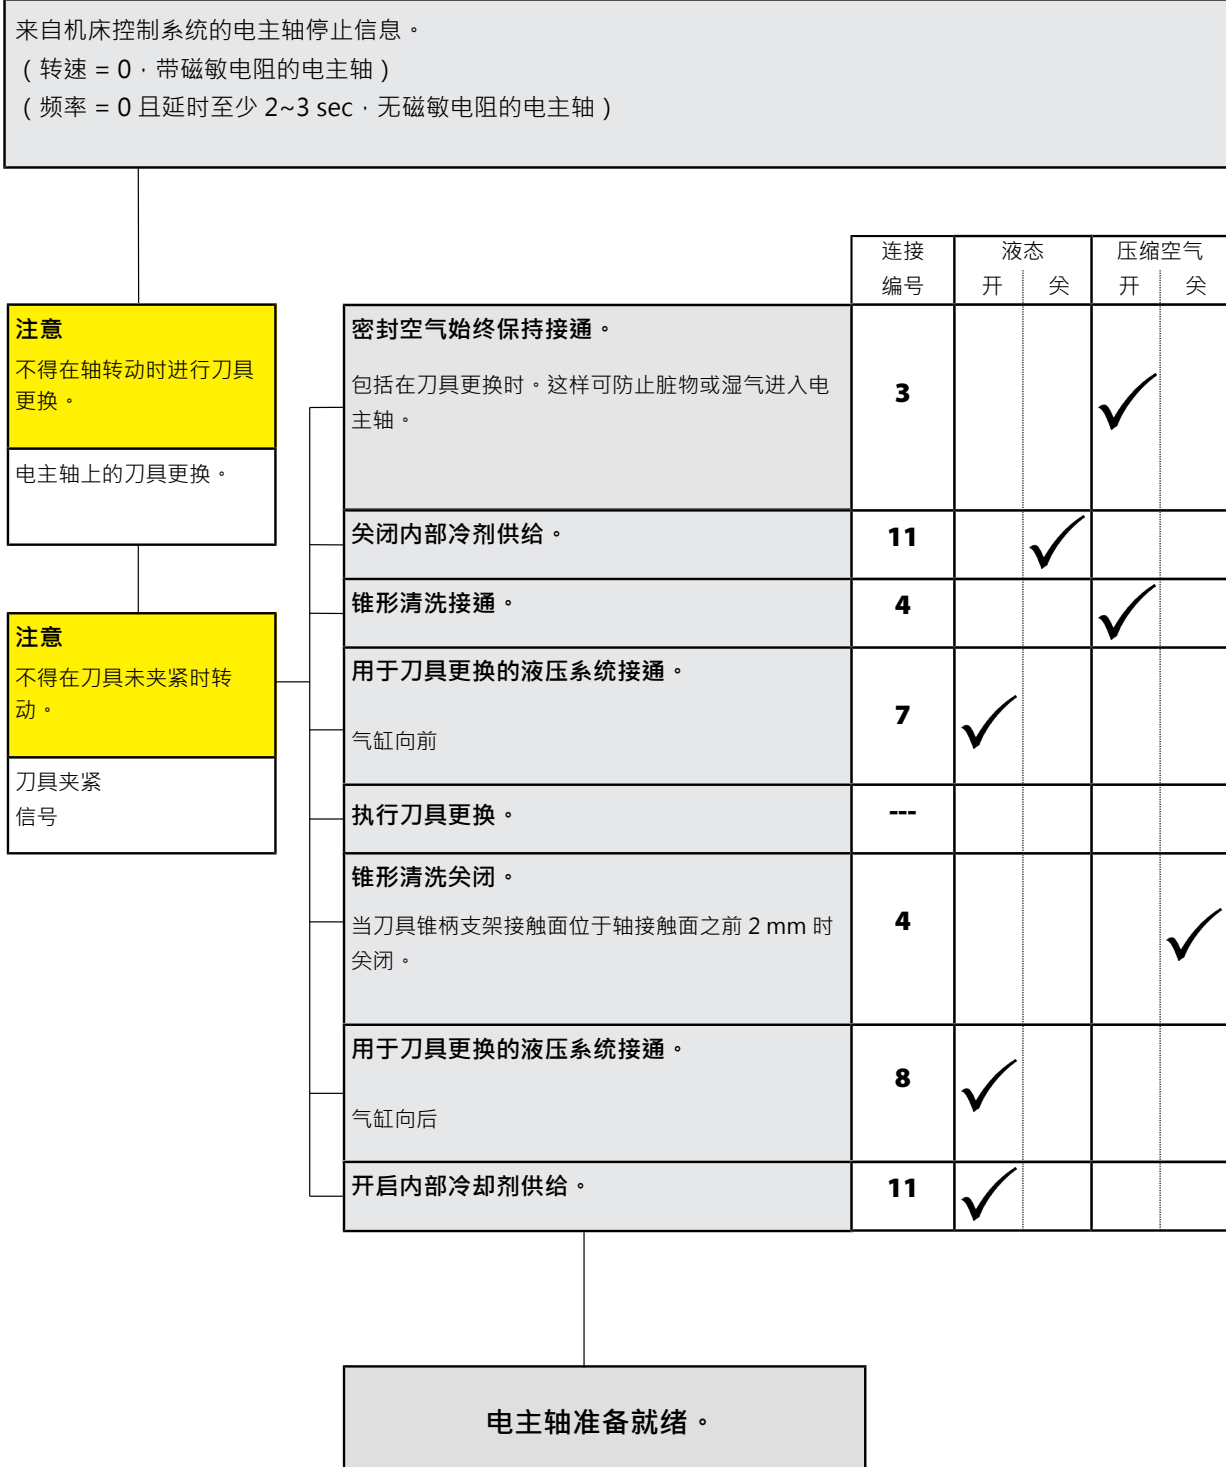 来自机床控制系统的电主轴停止信息。
（转速 = 0，带磁敏电阻的电主轴）
（频率 = 0 且延时至少 2~3 sec，无磁敏电阻的电主轴）
连接 液态 压缩空气
编号 开 关 开 关
注意
不得在轴转动时进行刀具
更换。
电主轴上的刀具更换。
密封空气始终保持接通。
包括在刀具更换时。这样可防止脏物或湿气进入电
主轴。
3
关闭内部冷剂供给。 11
锥形清洗接通。 4
注意
不得在刀具未夹紧时转
动。
刀具夹紧
信号
用于刀具更换的液压系统接通。
7
气缸向前
执行刀具更换。 ---
锥形清洗关闭。
当刀具锥柄支架接触面位于轴接触面之前 2 mm 时
关闭。
4
用于刀具更换的液压系统接通。
8
气缸向后
开启内部冷却剂供给。 11
电主轴准备就绪。